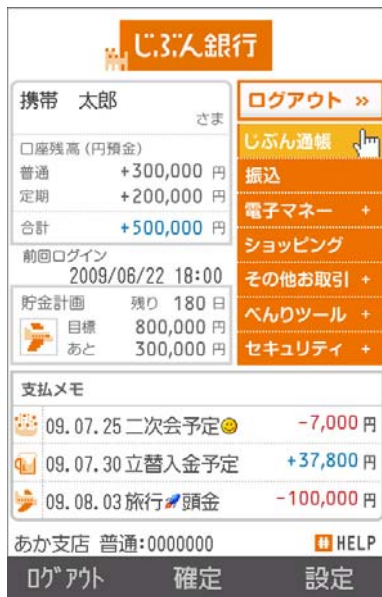 じぶん銀行
携帯 太郎
さま
口座残高(円預金)
普通 +300,000 円
定期 +200,000 円
合計 +500,000 円
前回ログイン
2009/06/22 18:00
貯金計画 残り 180 日
目標 800,000 円
あと 300,000 円
ログアウト »
じぶん通帳
振込
電子マネー +
ショッピング
その他お取引 +
べんりツール +
セキュリティ +
支払メモ
09.07.25 二次会予定 -7,000 円
09.07.30 立替入金予定 +37,800 円
09.08.03 旅行🚀頭金 -100,000 円
あか支店 普通:0000000 # HELP
ログアウト 確定 設定